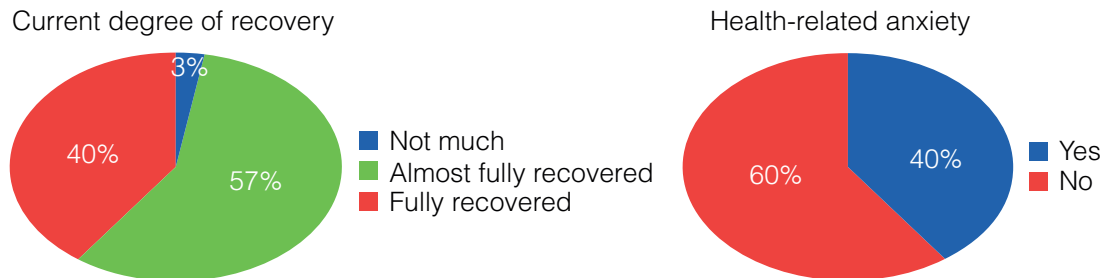 Current degree of recovery
3%
40%
57%
Not much
Almost fully recovered
Fully recovered
Health-related anxiety
60%
40%
Yes
No